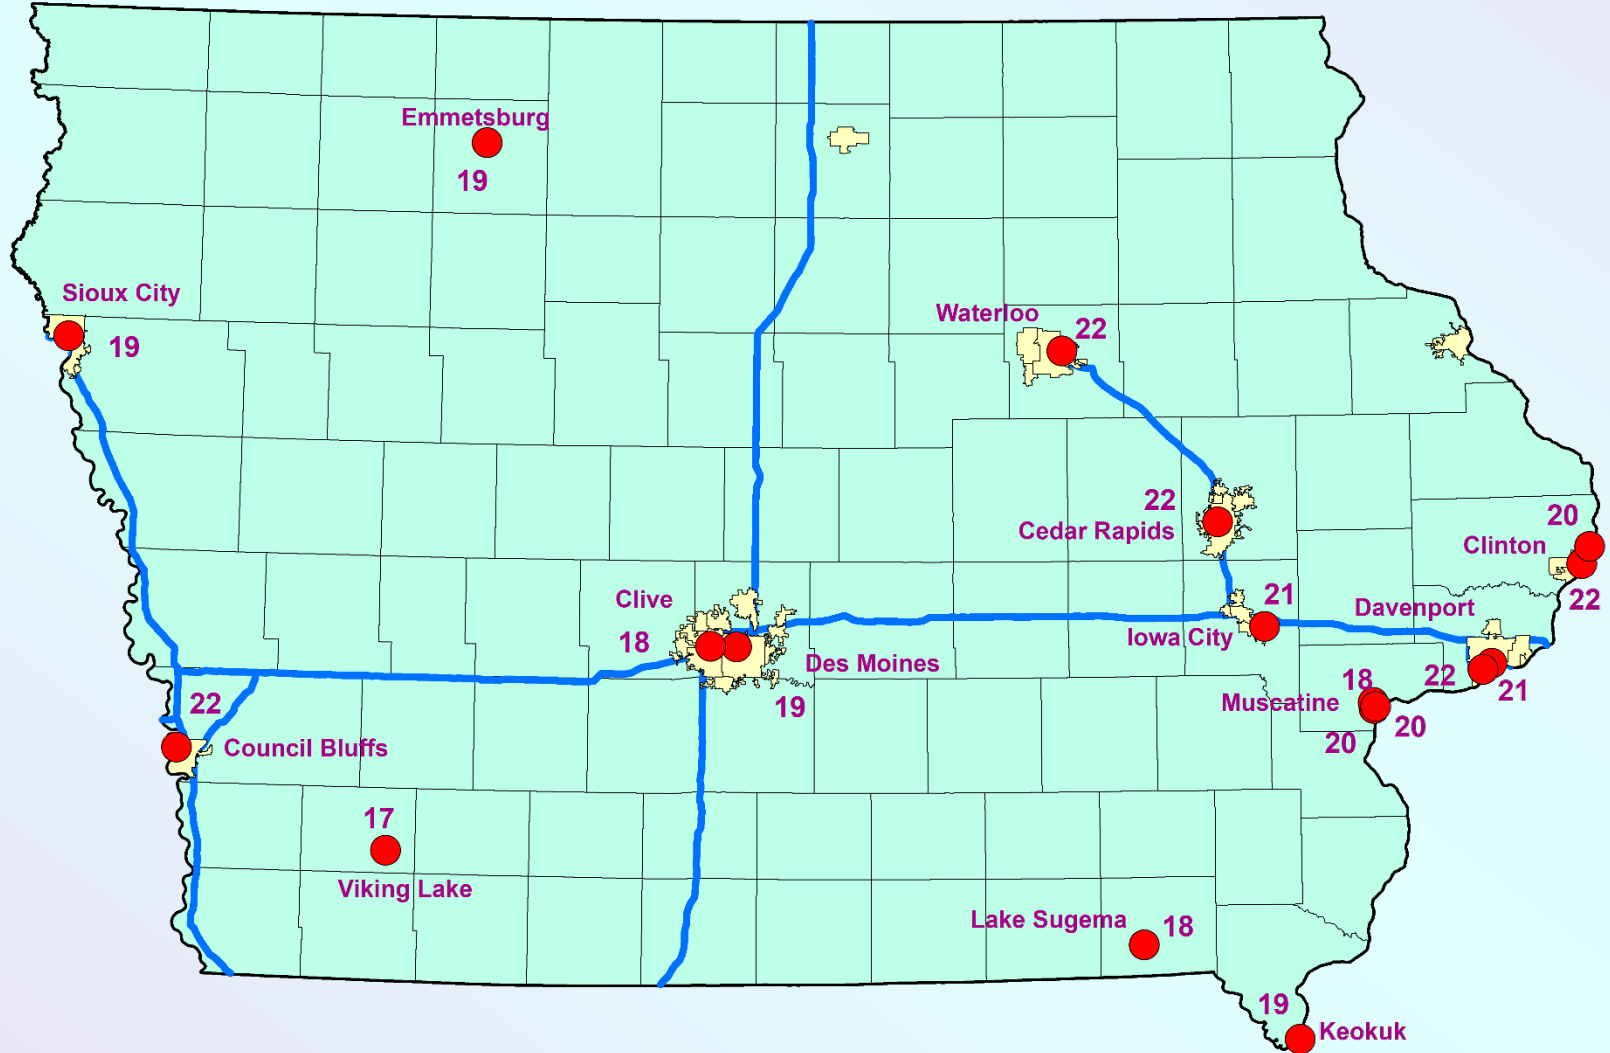 Emmetsburg
19
Sioux City
19
Waterloo
22
22
Cedar Rapids
20
Clinton
22
Clive
18
Des Moines
19
21
Iowa City
Davenport
22
21
18
Muscatine
20
20
22
Council Bluffs
17
Viking Lake
Lake Sugema
18
19
Keokuk